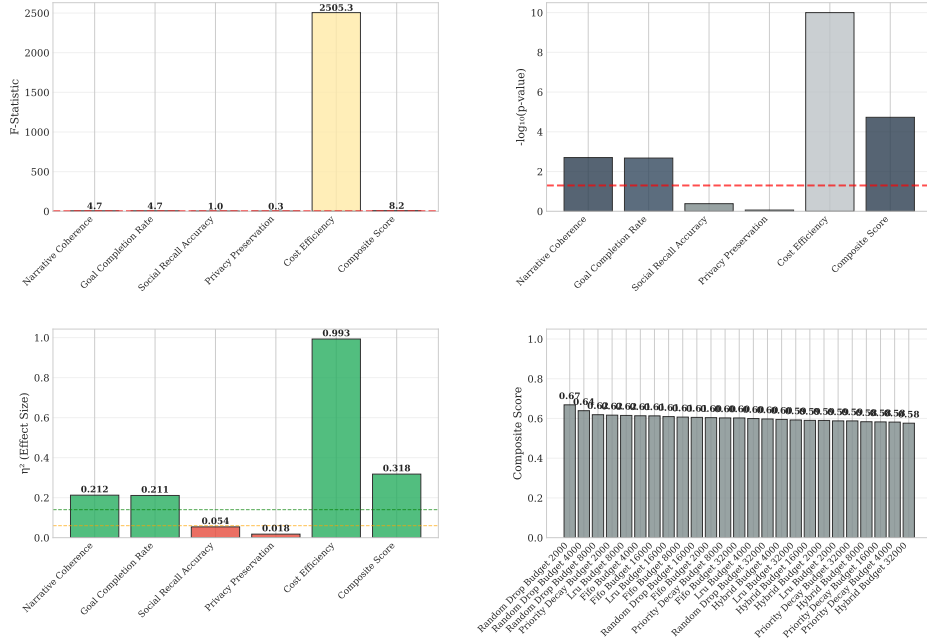 2500
2000
1500
1000
500
0
F-Statistic
4.7
4.7
1.0
0.3
2505.3
8.2
Narrative Coherence
Goal Completion Rate
Social Recall Accuracy
Privacy Preservation
Cost Efficiency
Composite Score
10
8
6
4
2
0
-log₁₀(p-value)
Narrative Coherence
Goal Completion Rate
Social Recall Accuracy
Privacy Preservation
Cost Efficiency
Composite Score
1.0
0.8
0.6
0.4
0.2
0.0
η² (Effect Size)
0.212
0.211
0.054
0.018
0.993
0.318
Narrative Coherence
Goal Completion Rate
Social Recall Accuracy
Privacy Preservation
Cost Efficiency
Composite Score
1.0
0.8
0.6
0.4
0.2
0.0
Composite Score
0.67
0.64
0.58
Random Drop Budget 2000
Random Drop Budget 4000
Random Drop Budget 8000
Priority Decay Budget 2000
Lru Budget 8000
Fifo Budget 4000
Fifo Budget 16000
Lru Budget 16000
Fifo Budget 8000
Random Drop Budget 16000
Fifo Budget 2000
Priority Decay Budget 8000
Fifo Budget 32000
Lru Budget 4000
Random Drop Budget 32000
Hybrid Budget 4000
Lru Budget 32000
Hybrid Budget 16000
Hybrid Budget 2000
Lru Budget 2000
Priority Decay Budget 32000
Hybrid Budget 8000
Priority Decay Budget 16000
Priority Decay Budget 4000
Hybrid Budget 32000